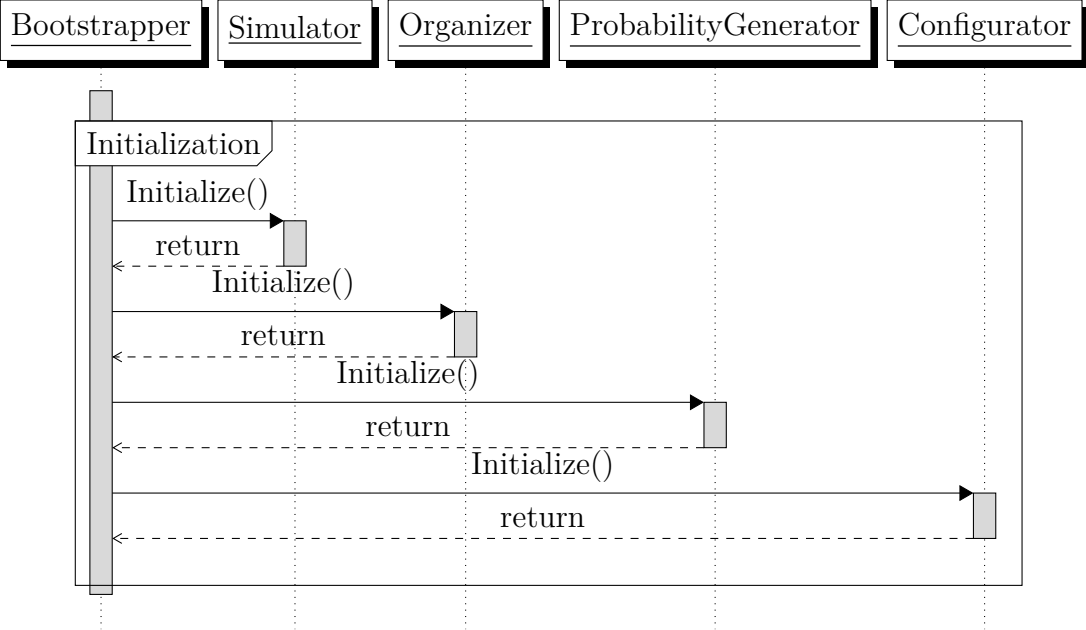 Bootstrapper Simulator Organizer ProbabilityGenerator Configurator
Initialization
Initialize()
return
Initialize()
return
Initialize()
return
Initialize()
return